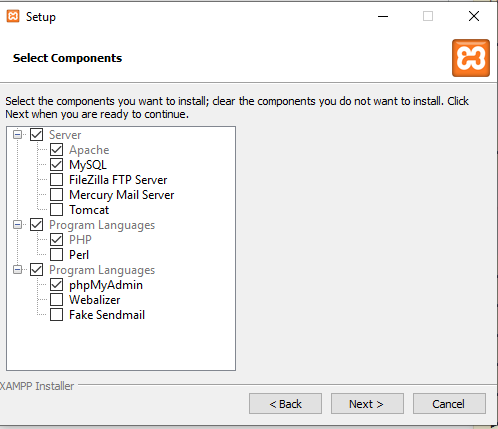 Setup
Select Components
Select the components you want to install; clear the components you do not want to install. Click
Next when you are ready to continue.
Server
Apache
MySQL
FileZilla FTP Server
Mercury Mail Server
Tomcat
Program Languages
PHP
Perl
Program Languages
phpMyAdmin
Webalizer
Fake Sendmail
XAMPP Installer
< Back
Next >
Cancel